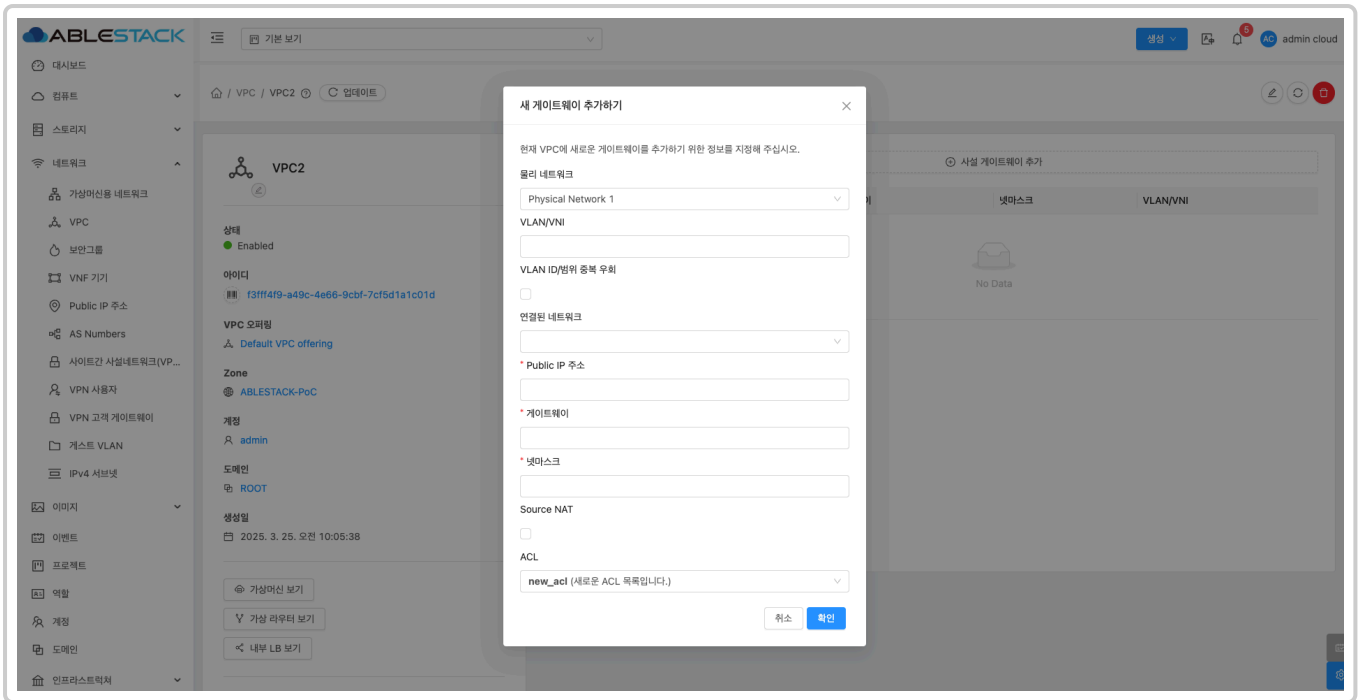 ABLESTACK
기본 보기
생성
5
AC
admin cloud
대시보드
컴퓨트
스토리지
네트워크
가상머신용 네트워크
VPC
보안그룹
VNF 기기
Public IP 주소
AS Numbers
사이트간 사설네트워크(VP...
VPN 사용자
VPN 고객 게이트웨이
게스트 VLAN
IPv4 서브넷
이미지
이벤트
프로젝트
역할
계정
도메인
인프라스트럭쳐
/ VPC / VPC2
업데이트
VPC2
상태
Enabled
아이디
f3fff4f9-a49c-4e66-9cbf-7cf5d1a1c01d
VPC 오퍼링
Default VPC offering
Zone
ABLESTACK-PoC
계정
admin
도메인
ROOT
생성일
2025. 3. 25. 오전 10:05:38
가상머신 보기
가상 라우터 보기
내부 LB 보기
새 게이트웨이 추가하기
현재 VPC에 새로운 게이트웨이를 추가하기 위한 정보를 지정해 주십시오.
물리 네트워크
Physical Network 1
VLAN/VNI
VLAN ID/범위 중복 우회
연결된 네트워크
* Public IP 주소
* 게이트웨이
* 넷마스크
Source NAT
ACL
new_acl (새로운 ACL 목록입니다.)
취소
확인
사설 게이트웨이 추가
넷마스크
VLAN/VNI
No Data